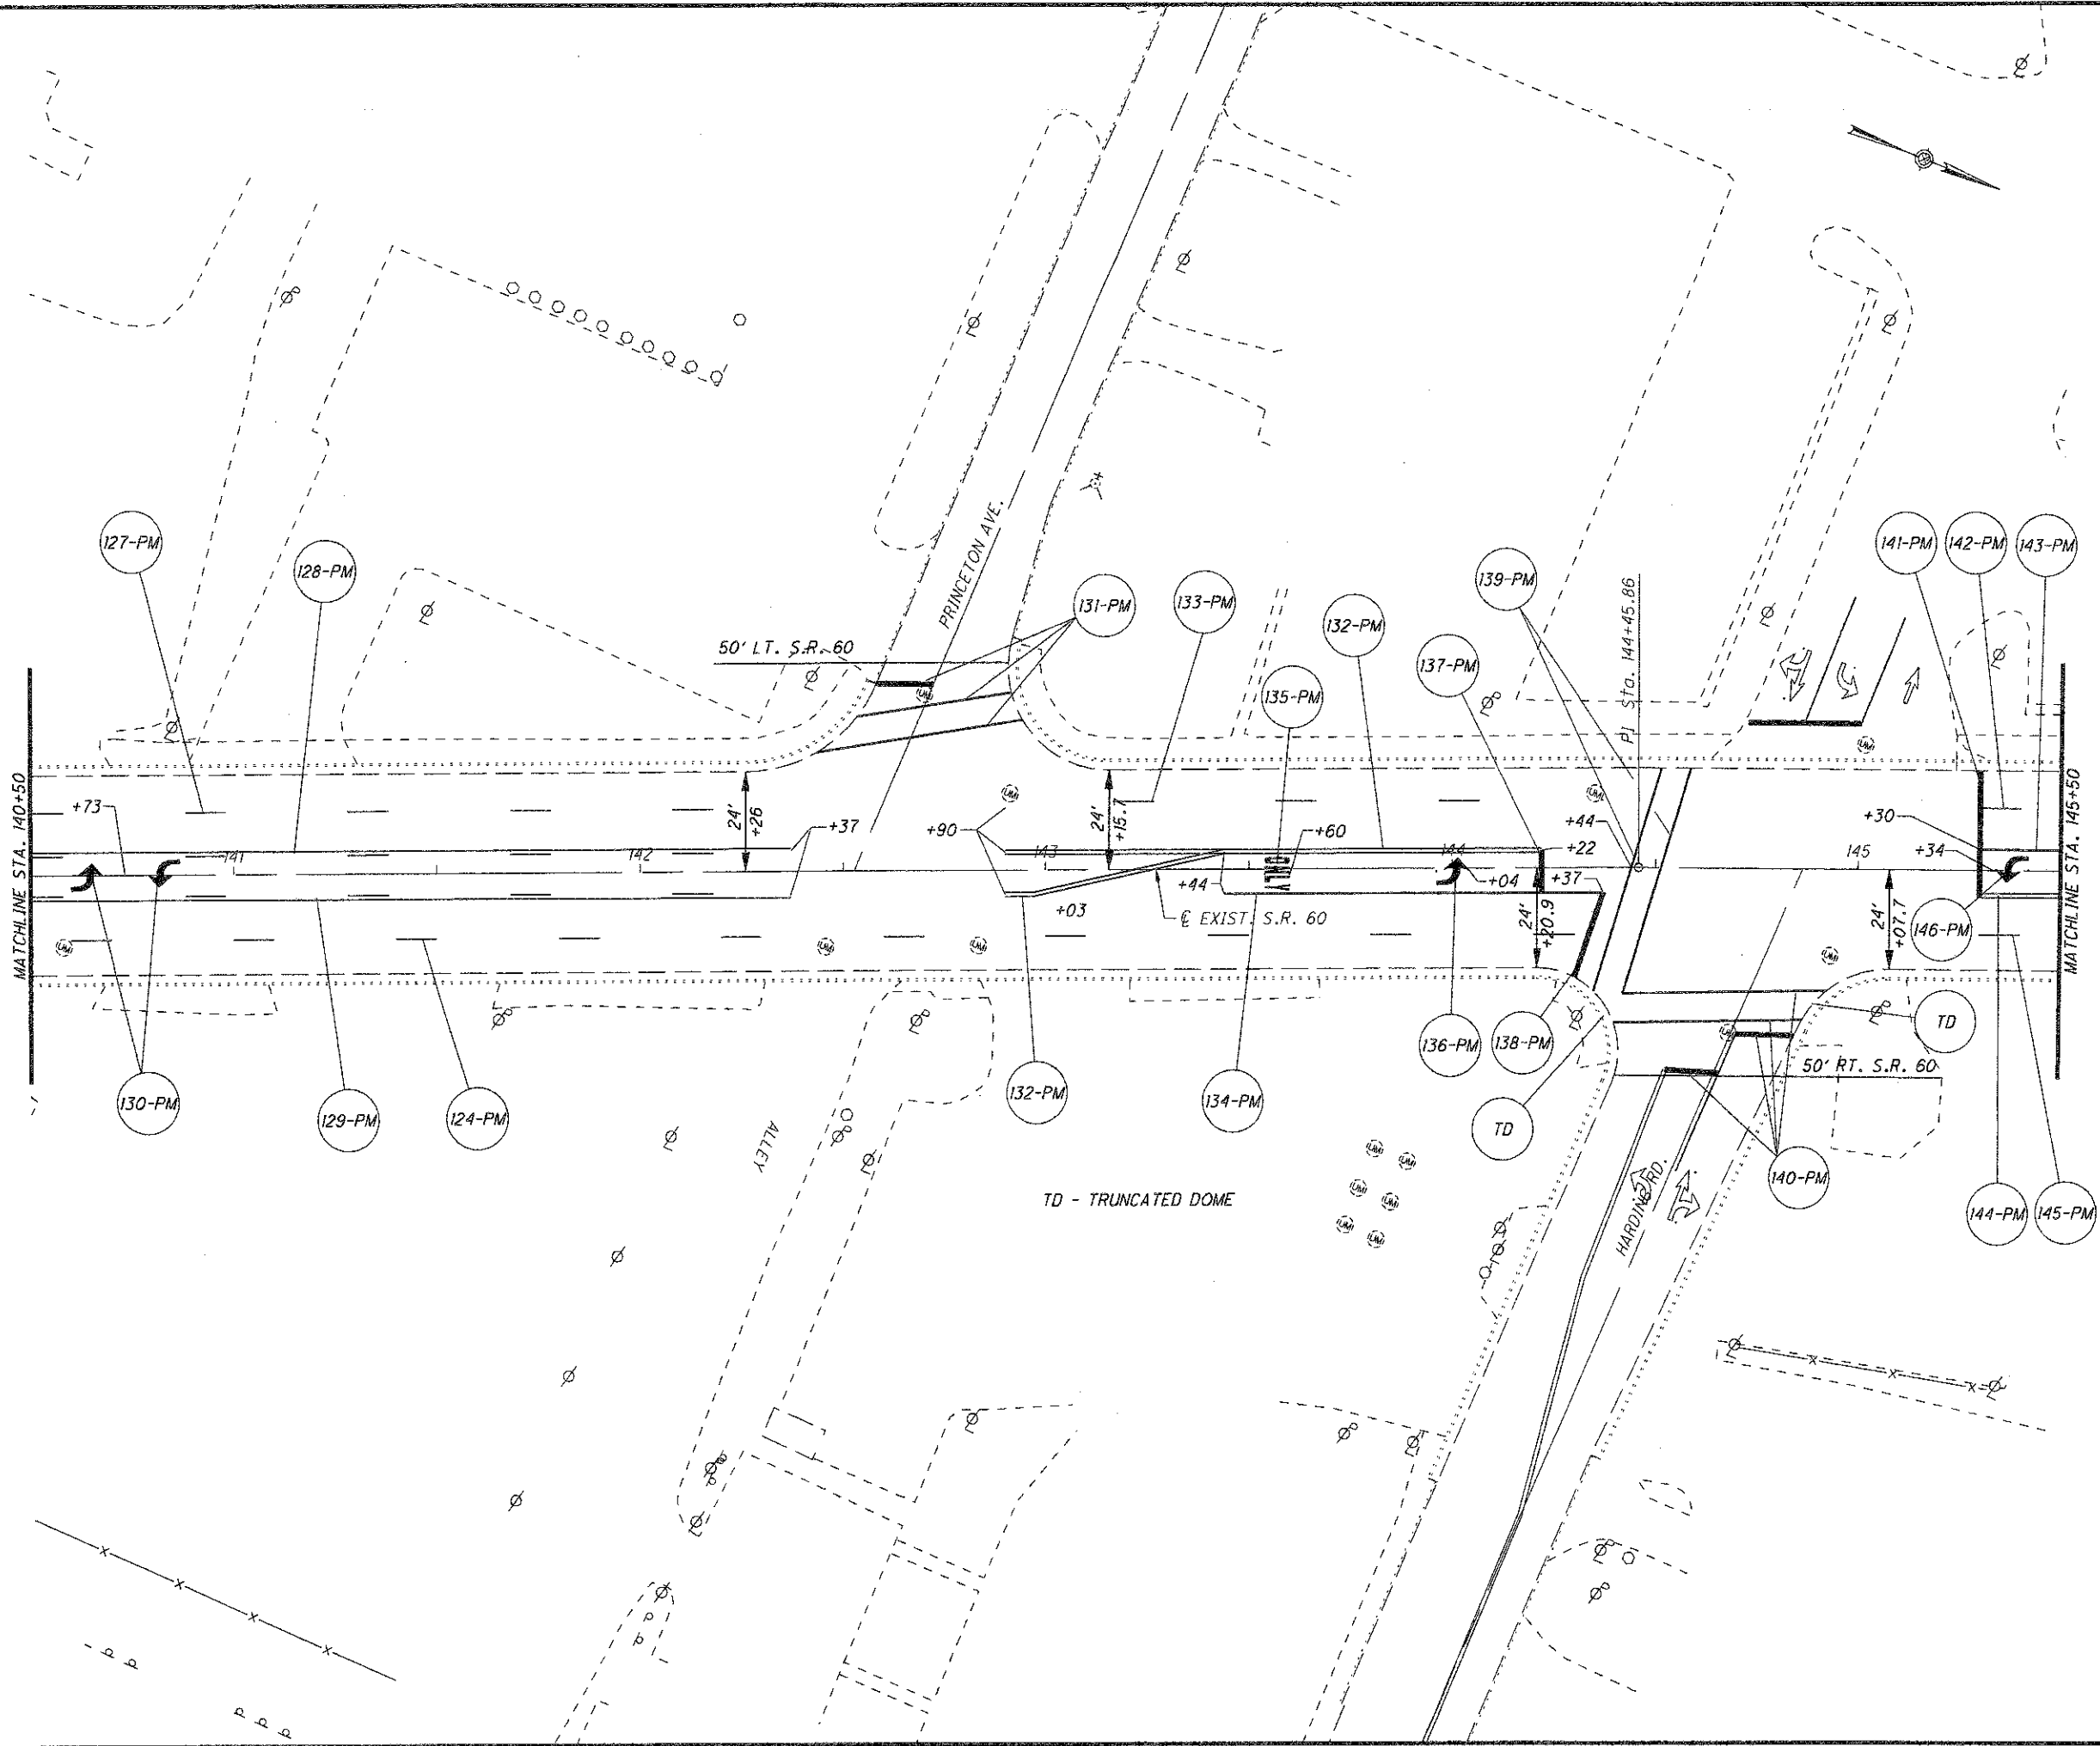 127-PM
128-PM
PRINCETON AVE.
50' LT. S.R. 60
131-PM
133-PM
132-PM
135-PM
137-PM
139-PM
PI Sta. 144+45.86
141-PM
142-PM
143-PM
MATCHLINE STA. 140+50
+73
141
142
24'
+26
+37
+90
143
24'
+15.7
+44
+03
℄ EXIST. S.R. 60
ONLY
+60
144
+04
+22
+37
+44
24'
+20.9
145
+30
+34
24'
+07.7
146-PM
MATCHLINE STA. 145+50
130-PM
129-PM
124-PM
ALLEY
132-PM
134-PM
136-PM
138-PM
TD
TD
50' RT. S.R. 60
140-PM
144-PM
145-PM
HARDING RD.
TD - TRUNCATED DOME